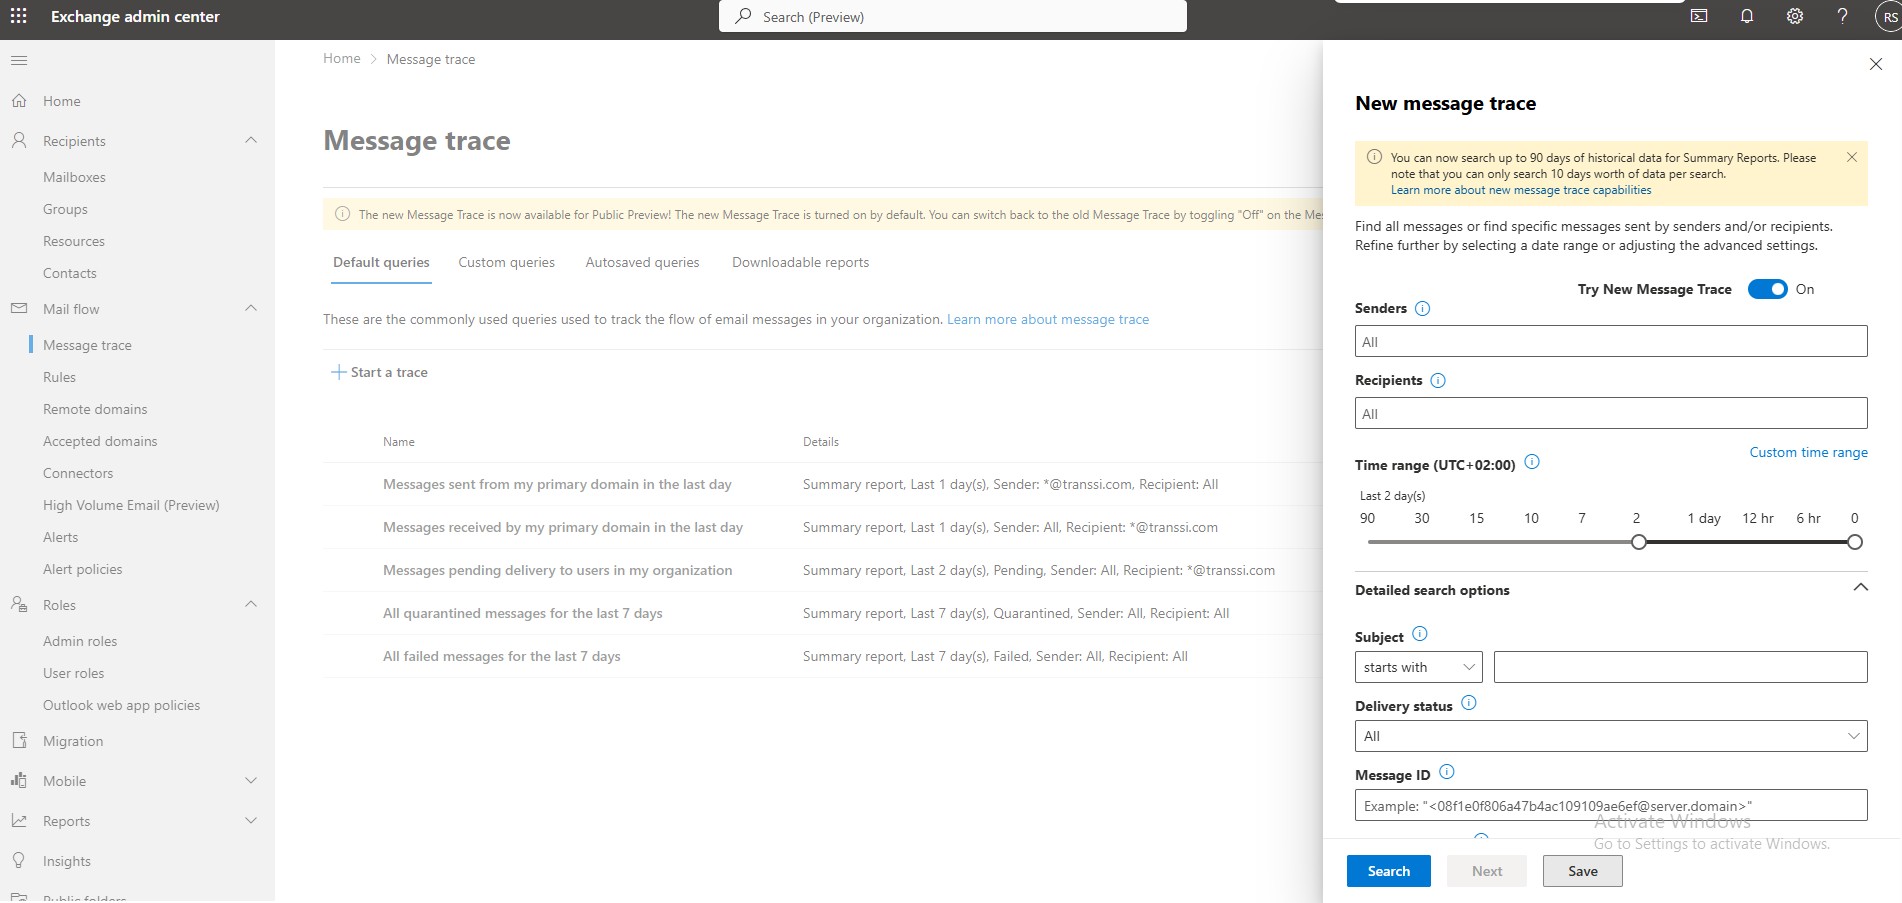 Exchange admin center
Search (Preview)
RS
Home
Recipients
Mailboxes
Groups
Resources
Contacts
Mail flow
Message trace
Rules
Remote domains
Accepted domains
Connectors
High Volume Email (Preview)
Alerts
Alert policies
Roles
Admin roles
User roles
Outlook web app policies
Migration
Mobile
Reports
Insights
Public folders
Home > Message trace
Message trace
The new Message Trace is now available for Public Preview! The new Message Trace is turned on by default. You can switch back to the old Message Trace by toggling "Off" on the Mes
Default queries Custom queries Autosaved queries Downloadable reports
These are the commonly used queries used to track the flow of email messages in your organization. Learn more about message trace
Start a trace
Name Details
Messages sent from my primary domain in the last day Summary report, Last 1 day(s), Sender: *@transsi.com, Recipient: All
Messages received by my primary domain in the last day Summary report, Last 1 day(s), Sender: All, Recipient: *@transsi.com
Messages pending delivery to users in my organization Summary report, Last 2 day(s), Pending, Sender: All, Recipient: *@transsi.com
All quarantined messages for the last 7 days Summary report, Last 7 day(s), Quarantined, Sender: All, Recipient: All
All failed messages for the last 7 days Summary report, Last 7 day(s), Failed, Sender: All, Recipient: All
New message trace
You can now search up to 90 days of historical data for Summary Reports. Please
note that you can only search 10 days worth of data per search.
Learn more about new message trace capabilities
Find all messages or find specific messages sent by senders and/or recipients.
Refine further by selecting a date range or adjusting the advanced settings.
Try New Message Trace On
Senders
All
Recipients
All
Custom time range
Time range (UTC+02:00)
Last 2 day(s)
90 30 15 10 7 2 1 day 12 hr 6 hr 0
Detailed search options
Subject
starts with
Delivery status
All
Message ID
Example: "<08f1e0f806a47b4ac109109ae6ef@server.domain>"
Activate Windows
Go to Settings to activate Windows.
Search Next Save